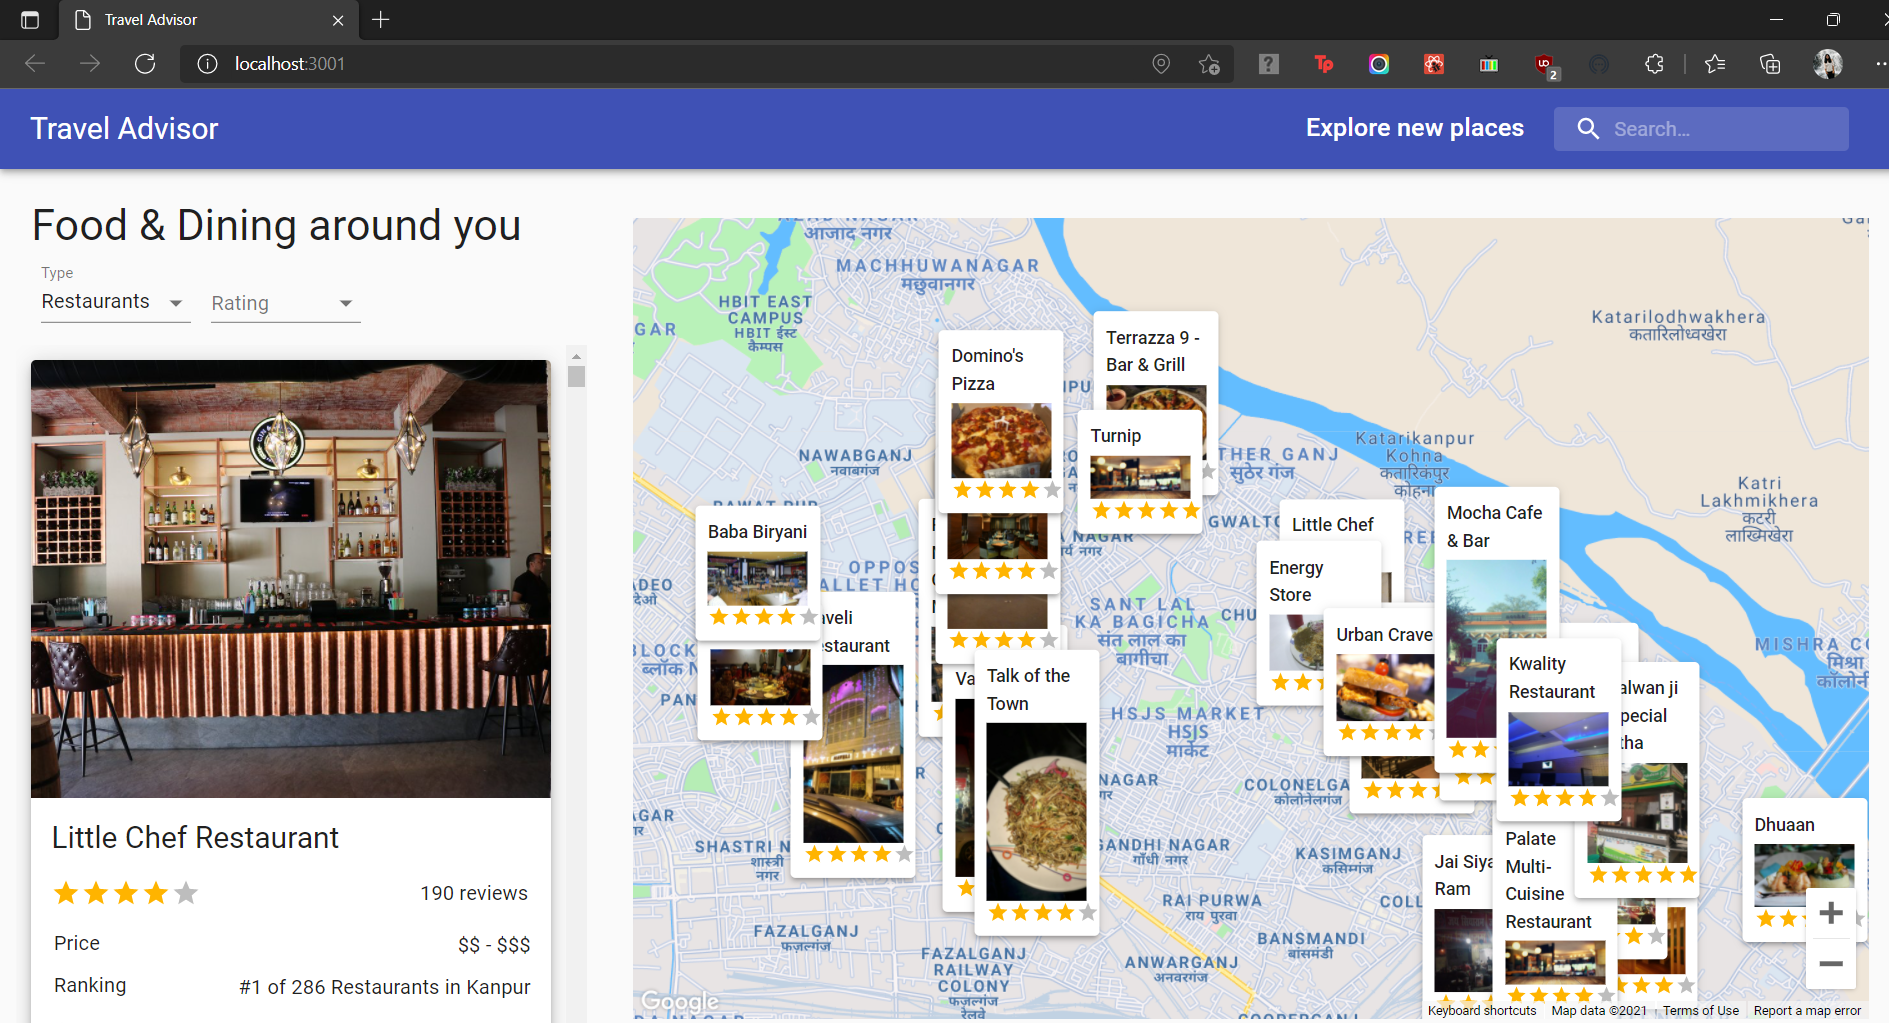 Travel Advisor
localhost:3001
2
Travel Advisor
Explore new places
Search…
Food & Dining around you
Type
Restaurants
Rating
Little Chef Restaurant
190 reviews
Price
$$ - $$$
Ranking
#1 of 286 Restaurants in Kanpur
आजाद नगर
MACHHUWANAGAR
मछुवानगर
HBIT EAST
CAMPUS
HBIT ईस्ट
कैम्पस
Katarilodhwakhera
कतारिलोध्वखेरा
Terrazza 9 -
Bar & Grill
Domino's
Pizza
Turnip
NAWABGANJ
नवाबगंज
THER GANJ
सुठेर गंज
Katarikanpur
Kohna
कतारिकंपुर
कोहना
Katri
Lakhmikhera
कटरी
लाख्मिखेरा
Baba Biryani
Little Chef
Mocha Cafe
& Bar
Energy
Store
SANT LAL
KA BAGICHA
संत लाल का
बागीचा
Urban Crave
aveli
estaurant
Talk of the
Town
Kwality
Restaurant
alwan ji
pecial
tha
HSJS MARKET
HSJS
मार्केट
MISHRA CO
मिश्रा
कॉलोनी
COLONELGA
कोलोनेलगंज
Dhuaan
SHASTRI N
शास्त्री
नगर
GANDHI NAGAR
गाँधी नगर
KASIMGANJ
कसिमगंज
Jai Siya
Ram
Palate
Multi-
Cuisine
Restaurant
RAI PURWA
राय पुरवा
FAZALGANJ
फज़लगंज
FAZALGANJ
RAILWAY
COLONY
फज़लगंज
रेलवे
BANSMANDI
बांसमंडी
ANWARGANJ
अनवरगंज
Google
Keyboard shortcuts
Map data ©2021
Terms of Use
Report a map error